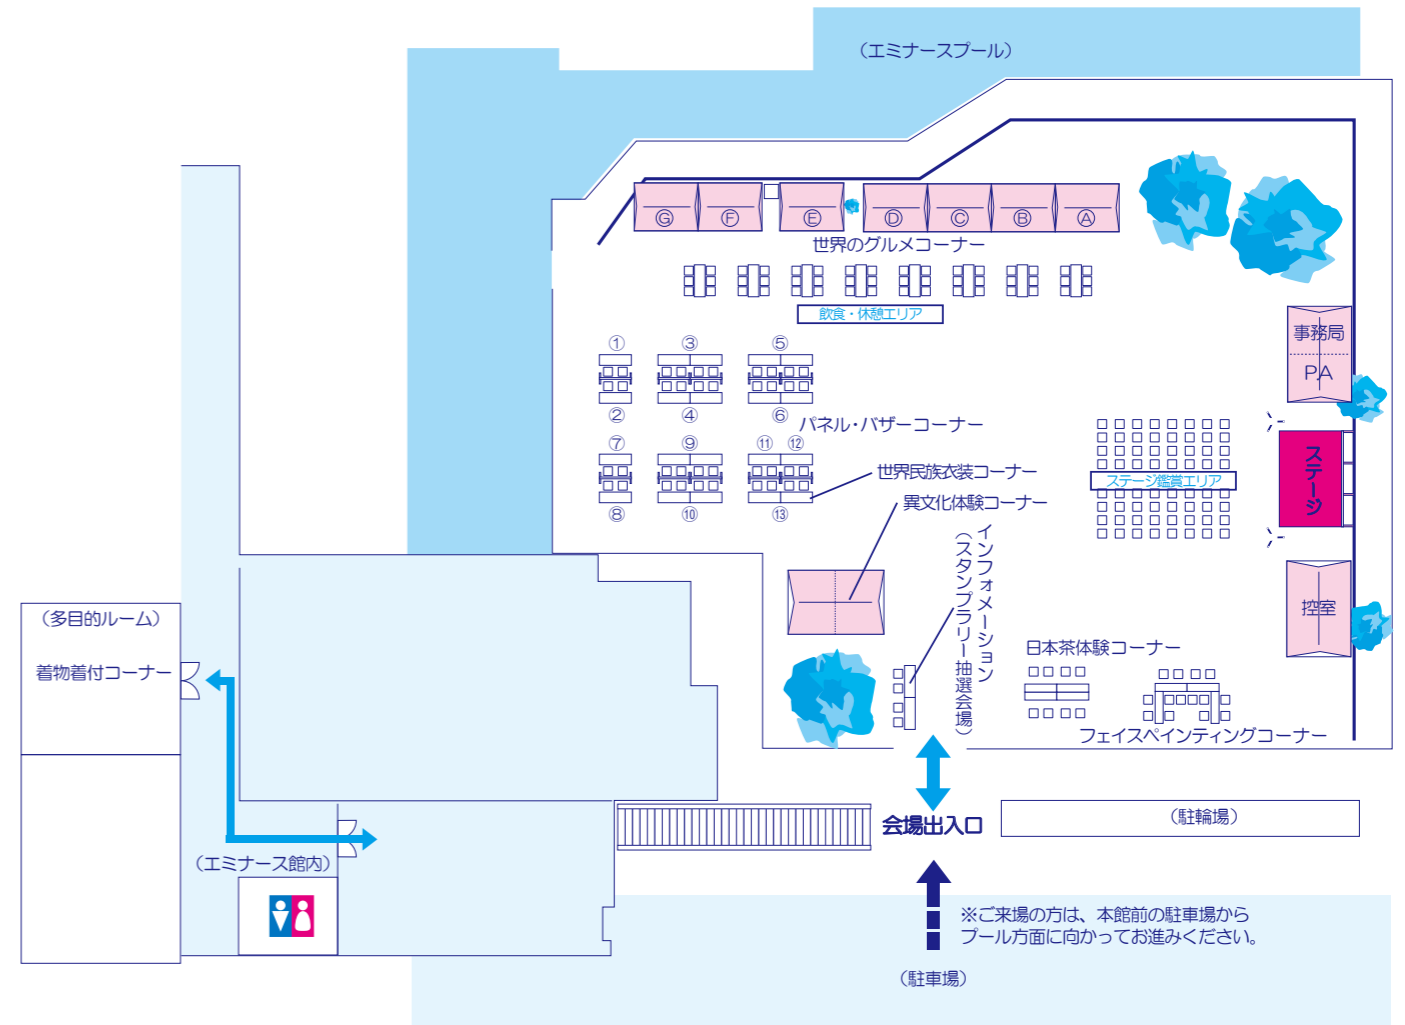 （エミナースプール）
Ⓖ Ⓕ Ⓔ Ⓓ Ⓒ Ⓑ Ⓐ
世界のグルメコーナー
飲食・休憩エリア
事務局
PA
① ③ ⑤
② ④ ⑥
パネル・バザーコーナー
⑦ ⑨ ⑪ ⑫
⑧ ⑩ ⑬
世界民族衣装コーナー
異文化体験コーナー
ステージ鑑賞エリア
ステージ
インフォメーション
（スタンプラリー抽選会場）
控室
（多目的ルーム）
着物着付コーナー
日本茶体験コーナー
フェイスペインティングコーナー
会場出入口
（駐輪場）
（エミナース館内）
※ご来場の方は、本館前の駐車場から
プール方面に向かってお進みください。
（駐車場）